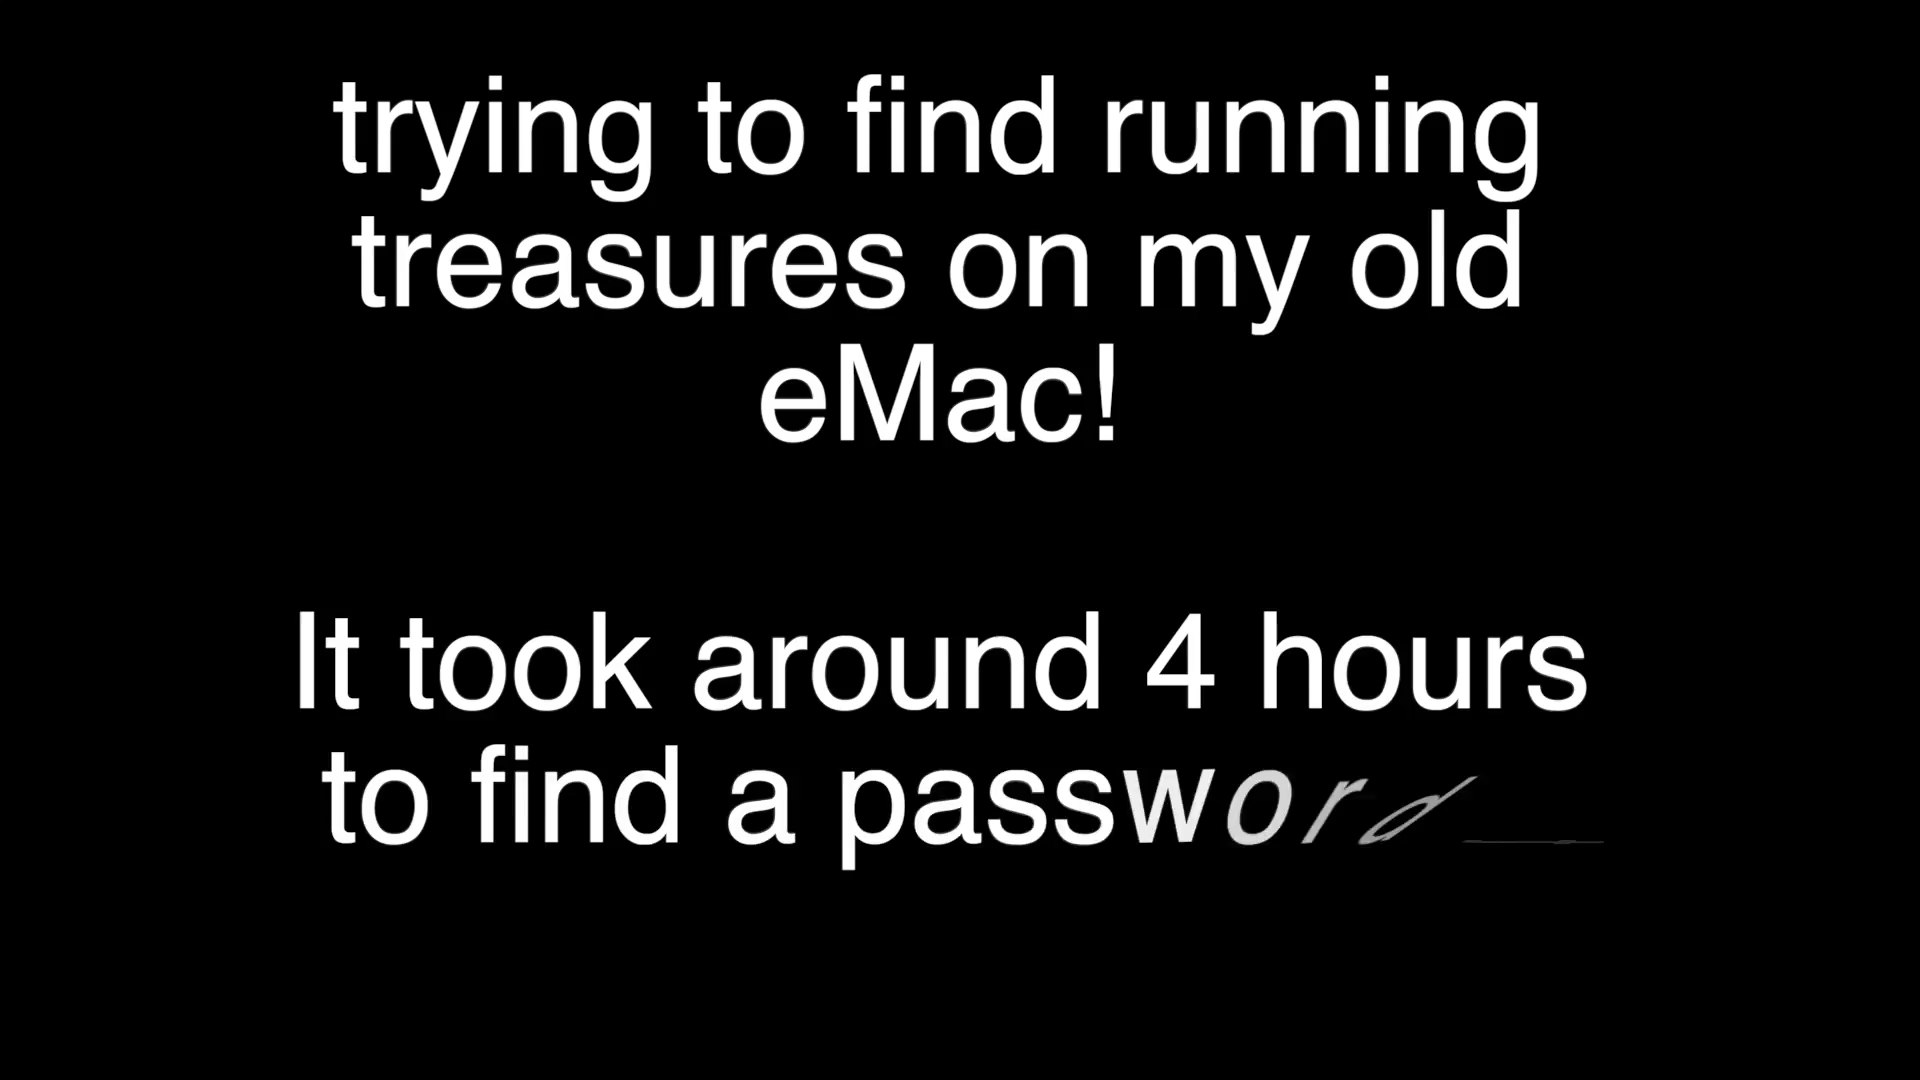 trying to find running
treasures on my old
eMac!
It took around 4 hours
to find a password